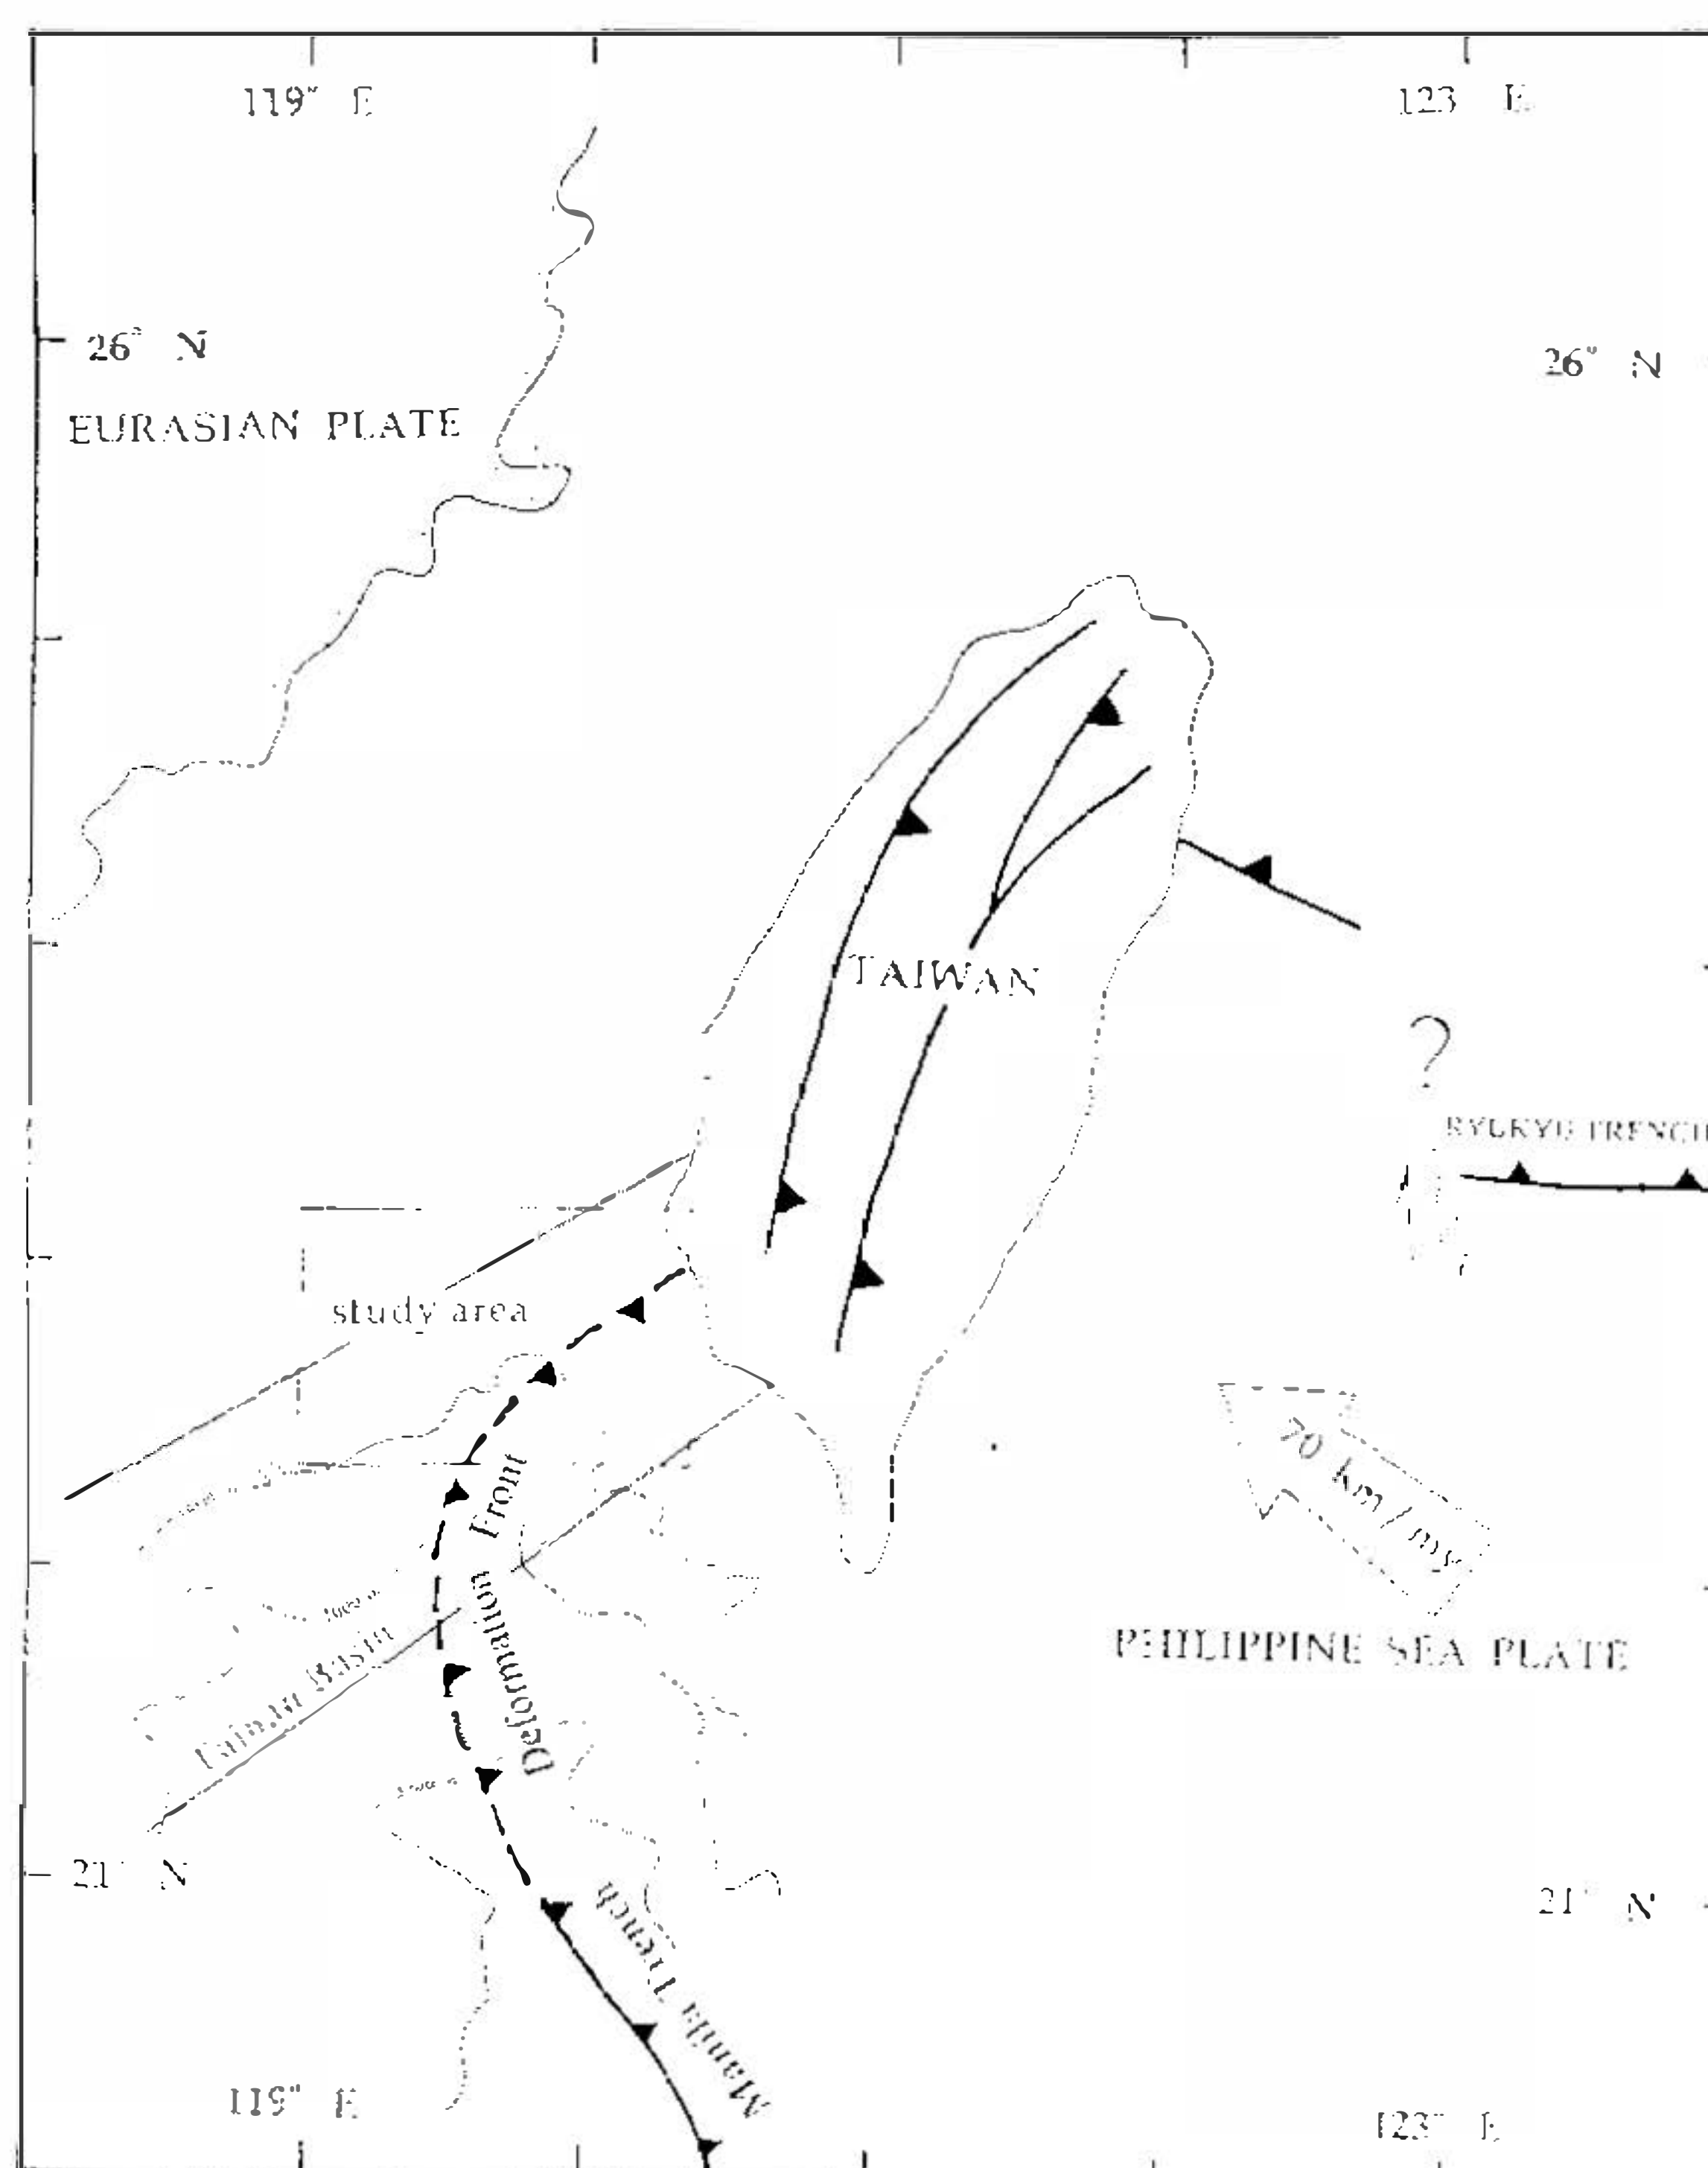 119° E
123 E
26° N
26° N
EURASIAN PLATE
TAIWAN
?
RYUKYU TRENCH
study area
70 km / my
Front
Deformation
PHILIPPINE SEA PLATE
Basin
21° N
21° N
Manila Trench
119° E
123° E